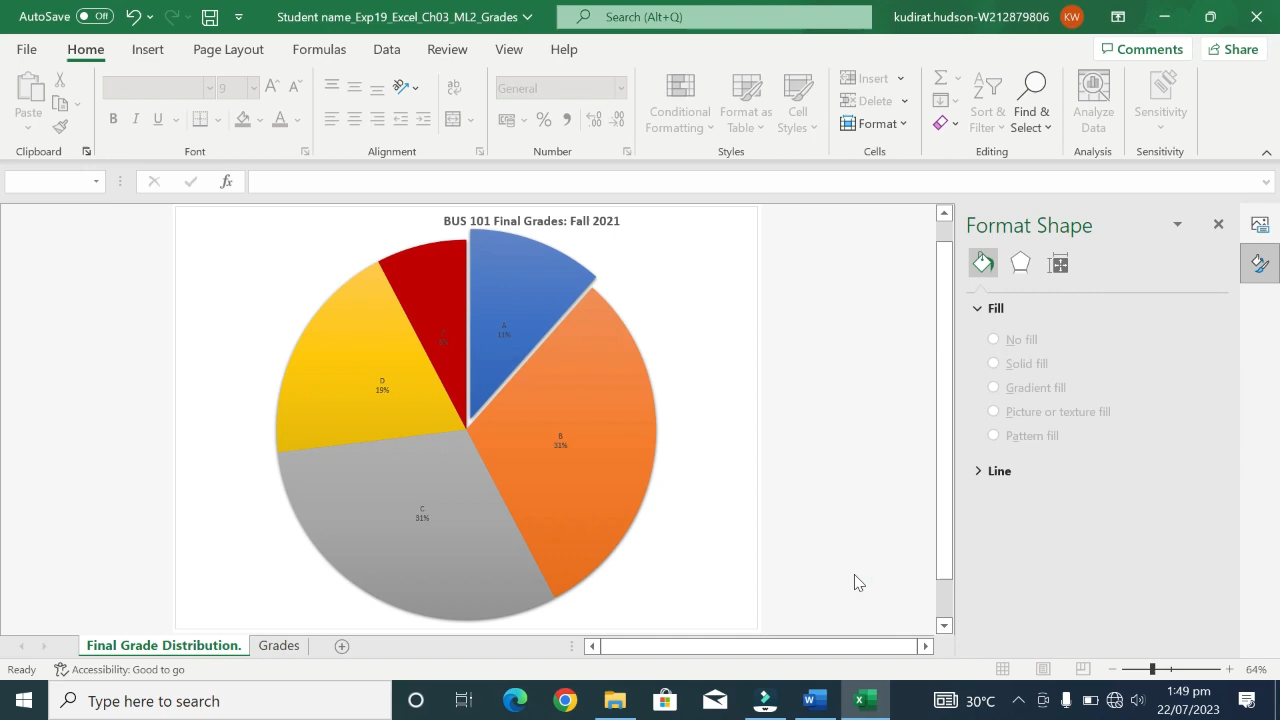 AutoSave Off Student name_Exp19_Excel_Ch03_ML2_Grades Search (Alt+Q) kudirat.hudson-W212879806 KW
File Home Insert Page Layout Formulas Data Review View Help Comments Share
Paste
9
B I U A
Clipboard
Font
ab
Alignment
General
%
Number
Conditional Formatting
Format as Table
Cell Styles
Styles
Insert
Delete
Format
Cells
Sort & Filter
Find & Select
Editing
Analyze Data
Analysis
Sensitivity
Sensitivity
fx
BUS 101 Final Grades: Fall 2021
A
11%
B
31%
C
31%
D
19%
Format Shape
Fill
No fill
Solid fill
Gradient fill
Picture or texture fill
Pattern fill
Line
Final Grade Distribution. Grades
Ready Accessibility: Good to go 64%
Type here to search 30°C 1:49 pm
22/07/2023